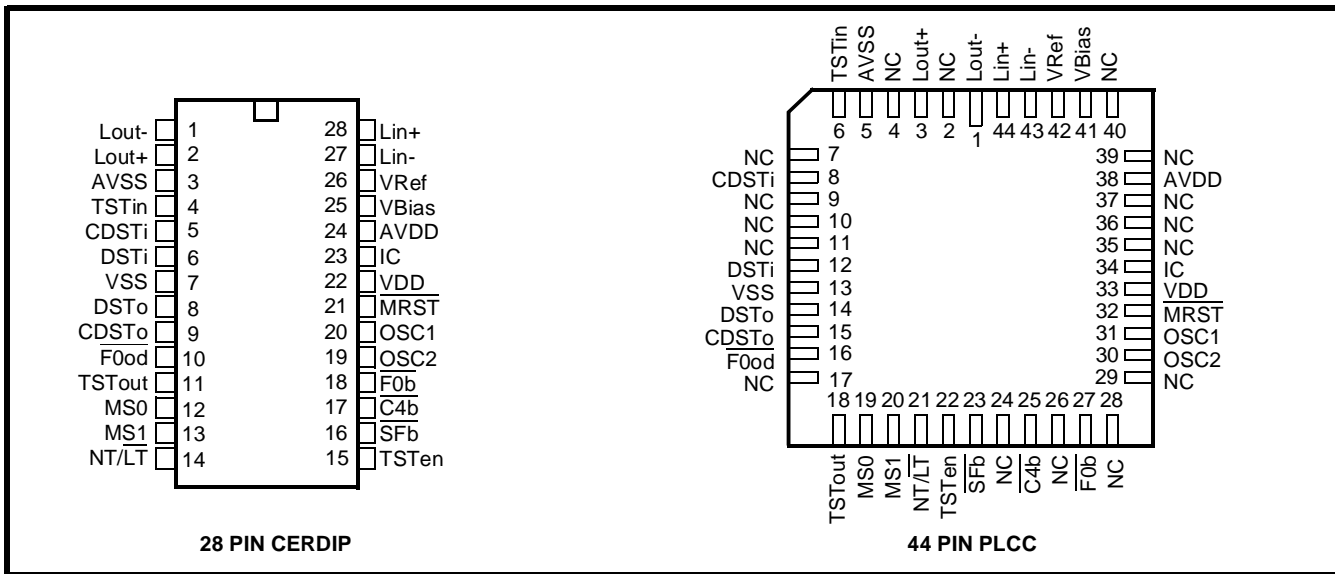 Lout- 1 28 Lin+
Lout+ 2 27 Lin-
AVSS 3 26 VRef
TSTin 4 25 VBias
CDSTi 5 24 AVDD
DSTi 6 23 IC
VSS 7 22 VDD
DSTo 8 21 MRST
CDSTo 9 20 OSC1
F0od 10 19 OSC2
TSTout 11 18 F0b
MS0 12 17 C4b
MS1 13 16 SFb
NT/LT 14 15 TSTen
28 PIN CERDIP
TSTin AVSS NC Lout+ NC Lout- Lin+ Lin- VRef VBias NC
6 5 4 3 2 1 44 43 42 41 40
NC 7 39 NC
CDSTi 8 38 AVDD
NC 9 37 NC
NC 10 36 NC
NC 11 35 NC
DSTi 12 34 IC
VSS 13 33 VDD
DSTo 14 32 MRST
CDSTo 15 31 OSC1
F0od 16 30 OSC2
NC 17 29 NC
18 19 20 21 22 23 24 25 26 27 28
TSTout MS0 MS1 NT/LT TSTen SFb NC C4b NC F0b NC
44 PIN PLCC